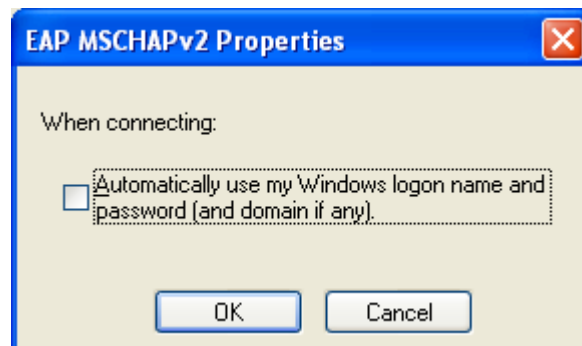 EAP MSCHAPv2 Properties
When connecting:
Automatically use my Windows logon name and
password (and domain if any).
OK
Cancel